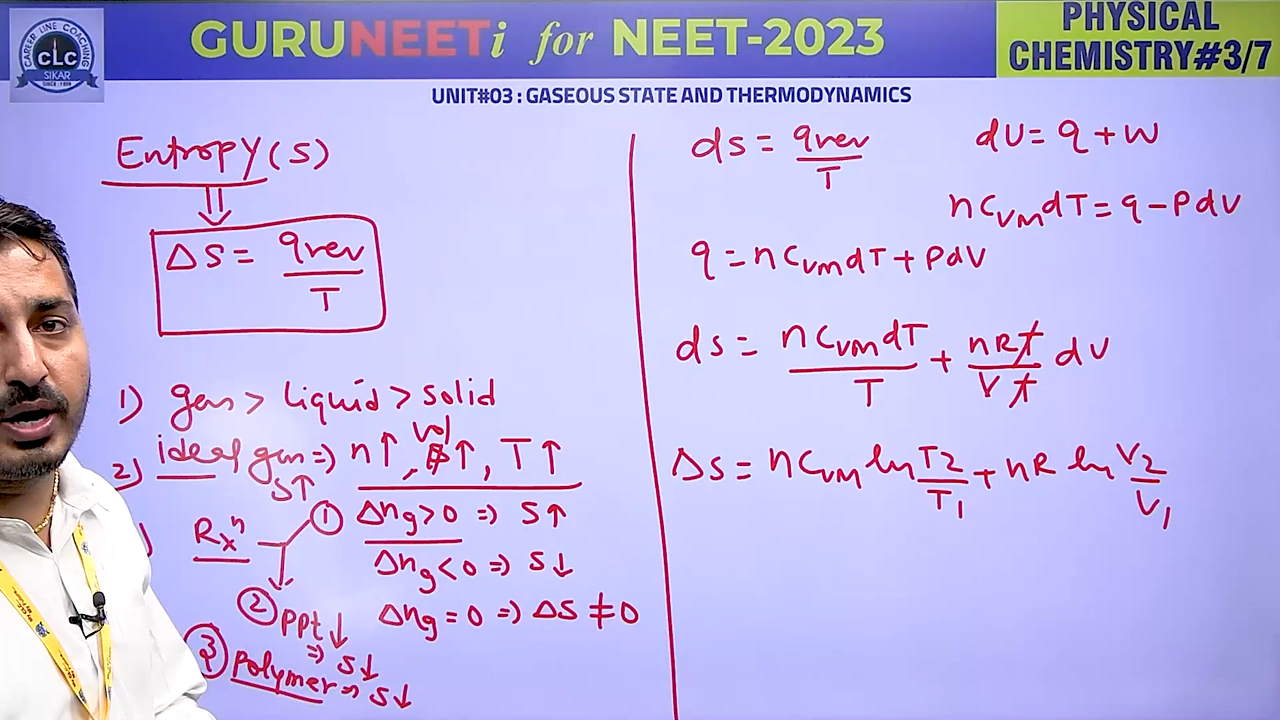 GURUNEETi for NEET-2023
PHYSICAL
CHEMISTRY#3/7
CAREER LINE COACHING
CLC
SIKAR
SINCE : 1996
UNIT#03 : GASEOUS STATE AND THERMODYNAMICS
Entropy(S)
⇓
ΔS = qrev/T
1) gas > liquid > solid
2) ideal gas ⇒ n↑, vol↑, T↑
S↑
Rxⁿ
① Δng>0 ⇒ S↑
Δng<0 ⇒ S↓
Δng=0 ⇒ ΔS ≠ 0
② PPt↓ ⇒ S↓
③ Polymer ⇒ S↓
ds = qrev/T
dU = q + W
nCvmdT = q - PdV
q = nCvmdT + PdV
ds = nCvmdT/T + nRT/VT dV
ΔS = nCvm ln T2/T1 + nR ln V2/V1